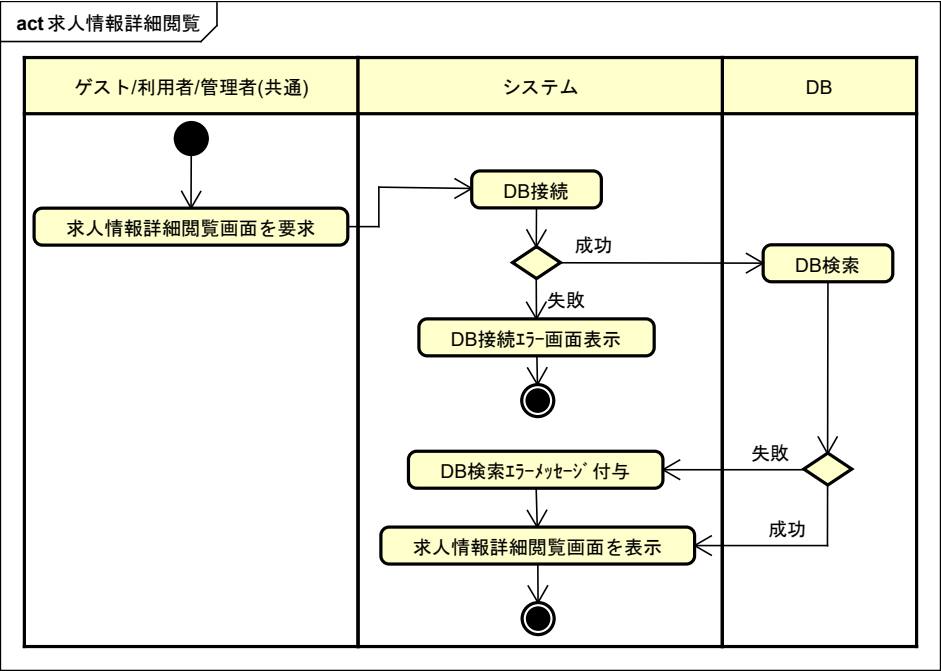 act 求人情報詳細閲覧
ゲスト/利用者/管理者(共通)
システム
DB
求人情報詳細閲覧画面を要求
DB接続
成功
DB検索
失敗
DB接続ｴﾗｰ画面表示
失敗
DB検索ｴﾗｰﾒｯｾｰｼﾞ付与
成功
求人情報詳細閲覧画面を表示